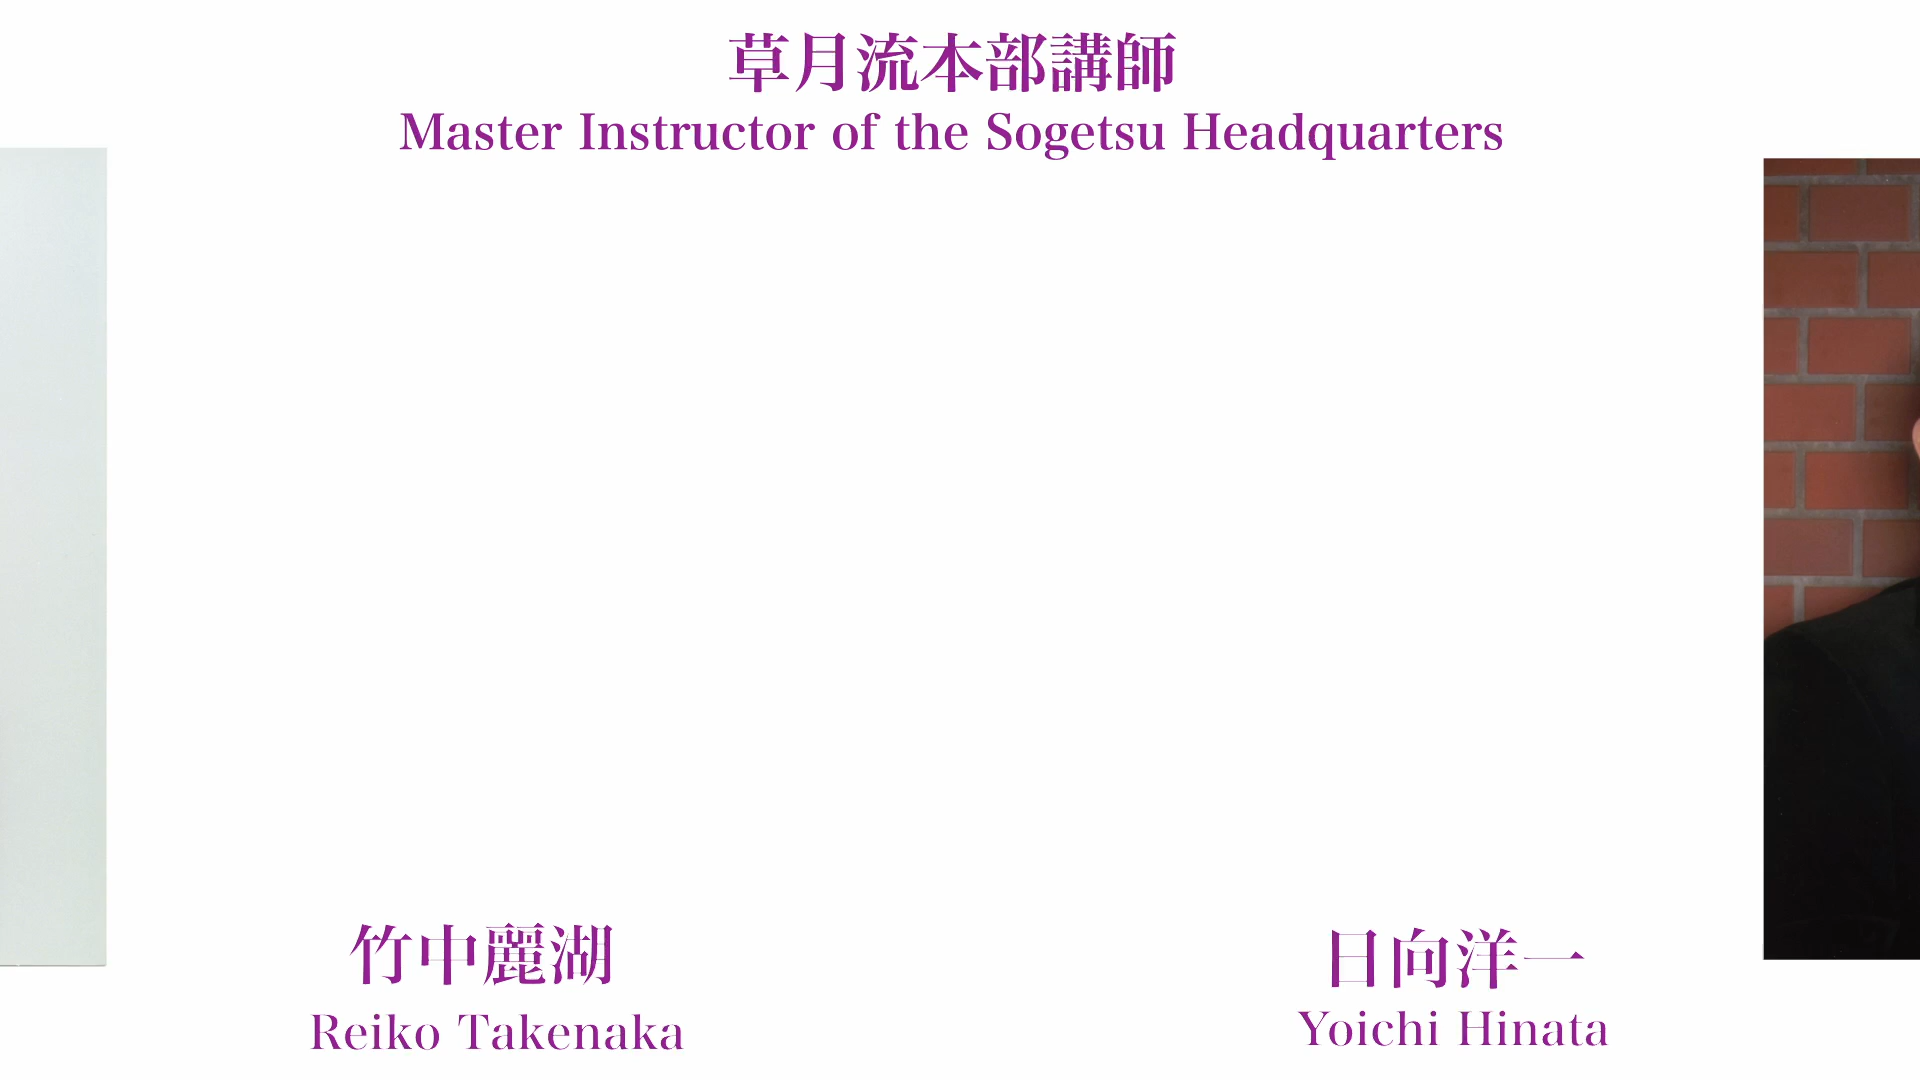 草月流本部講師
Master Instructor of the Sogetsu Headquarters
竹中麗湖
Reiko Takenaka
日向洋一
Yoichi Hinata